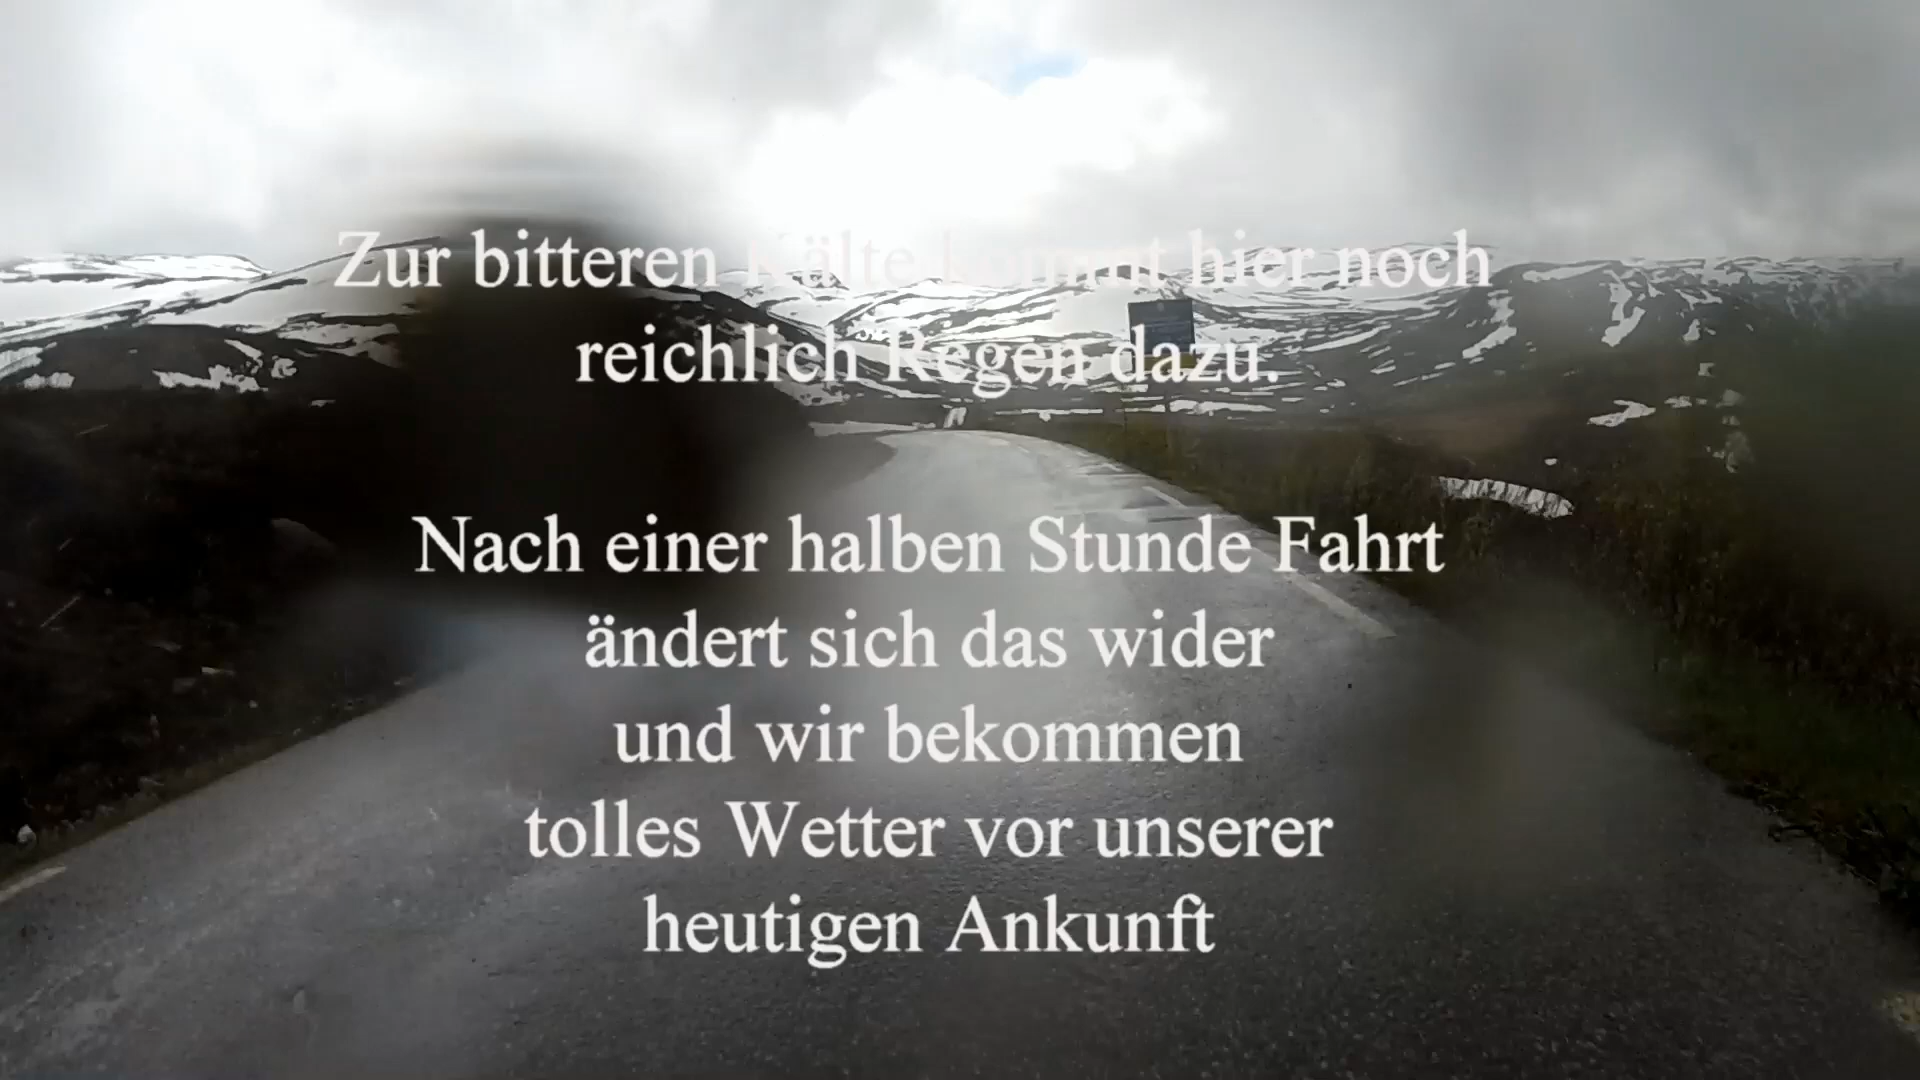 Zur bitteren Kälte kommt hier noch
reichlich Regen dazu.
Nach einer halben Stunde Fahrt
ändert sich das wider
und wir bekommen
tolles Wetter vor unserer
heutigen Ankunft